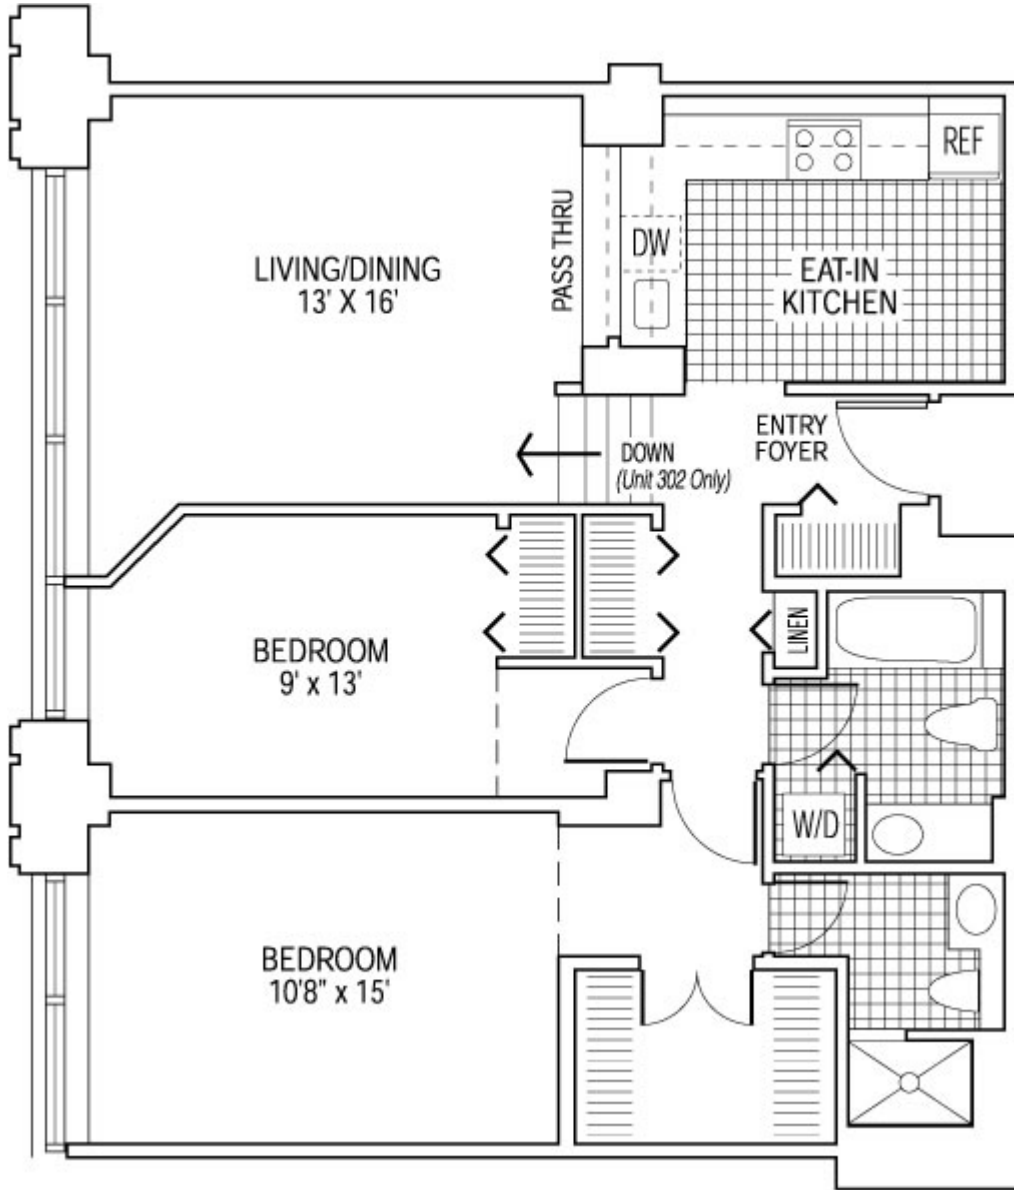 REF
PASS THRU
DW
LIVING/DINING
13' X 16'
EAT-IN
KITCHEN
ENTRY
FOYER
DOWN
(Unit 302 Only)
LINEN
BEDROOM
9' x 13'
W/D
BEDROOM
10'8" x 15'